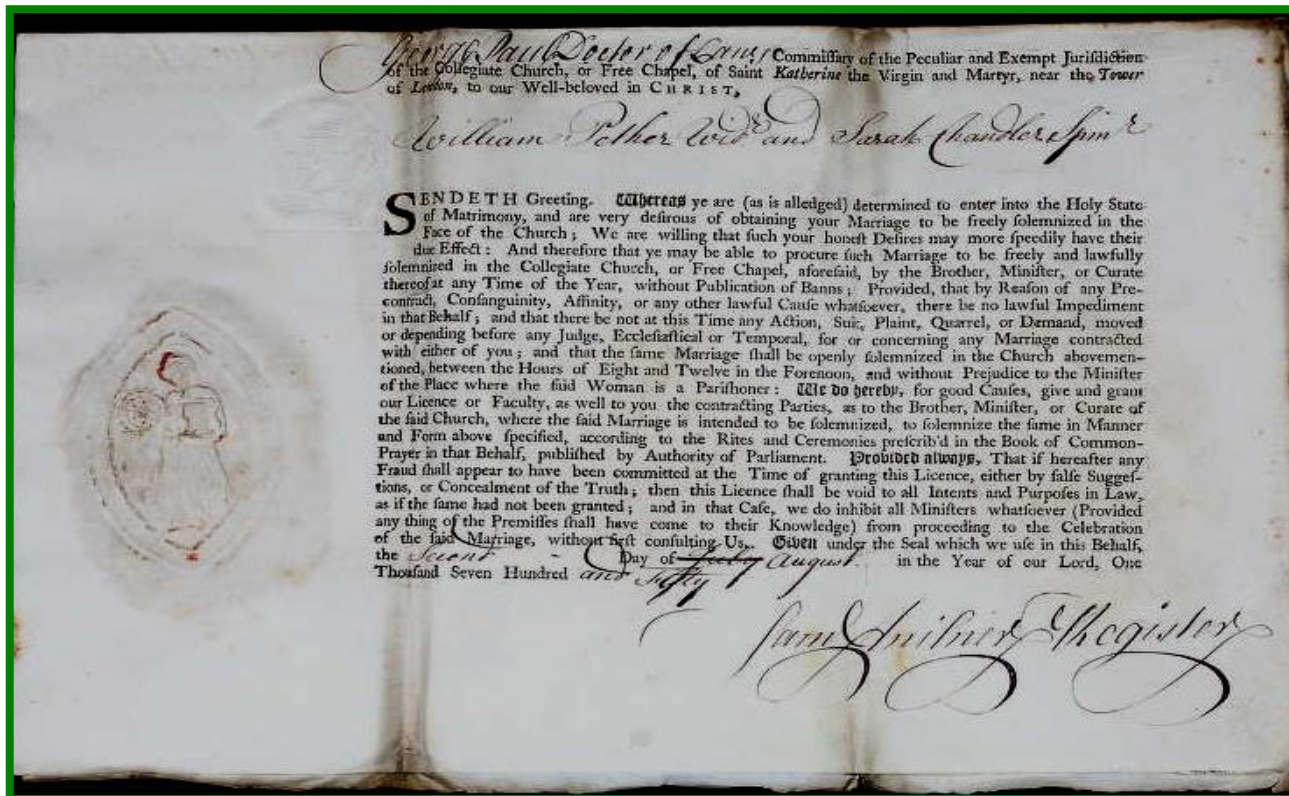 George Paul Doctor of Laws Commiſſary of the Peculiar and Exempt Juriſdiction
of the Collegiate Church, or Free Chapel, of Saint Katherine the Virgin and Martyr, near the Tower
of London, to our Well-beloved in CHRIST,
William Pether Widr and Sarah Chandler Spinr
SENDETH Greeting. Whereas ye are (as is alledged) determined to enter into the Holy State
of Matrimony, and are very deſirous of obtaining your Marriage to be freely ſolemnized in the
Face of the Church; We are willing that ſuch your honeſt Deſires may more ſpeedily have their
due Effect: And therefore that ye may be able to procure ſuch Marriage to be freely and lawfully
ſolemnized in the Collegiate Church, or Free Chapel, aforeſaid, by the Brother, Miniſter, or Curate
thereof at any Time of the Year, without Publication of Banns; Provided, that by Reaſon of any Pre-
contract, Conſanguinity, Affinity, or any other lawful Cauſe whatſoever, there be no lawful Impediment
in that Behalf; and that there be not at this Time any Action, Suit, Plaint, Quarrel, or Demand, moved
or depending before any Judge, Eccleſiaſtical or Temporal, for or concerning any Marriage contracted
with either of you; and that the ſame Marriage ſhall be openly ſolemnized in the Church abovemen-
tioned, between the Hours of Eight and Twelve in the Forenoon, and without Prejudice to the Miniſter
of the Place where the ſaid Woman is a Pariſhoner: We do hereby, for good Cauſes, give and grant
our Licence or Faculty, as well to you the contracting Parties, as to the Brother, Miniſter, or Curate of
the ſaid Church, where the ſaid Marriage is intended to be ſolemnized, to ſolemnize the ſame in Manner
and Form above ſpecified, according to the Rites and Ceremonies preſcrib'd in the Book of Common-
Prayer in that Behalf, publiſhed by Authority of Parliament. Provided always, That if hereafter any
Fraud ſhall appear to have been committed at the Time of granting this Licence, either by falſe Suggeſ-
tions, or Concealment of the Truth; then this Licence ſhall be void to all Intents and Purpoſes in Law,
as if the ſame had not been granted; and in that Caſe, we do inhibit all Miniſters whatſoever (Provided
any thing of the Premiſſes ſhall have come to their Knowledge) from proceeding to the Celebration
of the ſaid Marriage, without firſt conſulting Us. Given under the Seal which we uſe in this Behalf,
the Day of July August in the Year of our Lord, One
Thouſand Seven Hundred and Fifty
Register